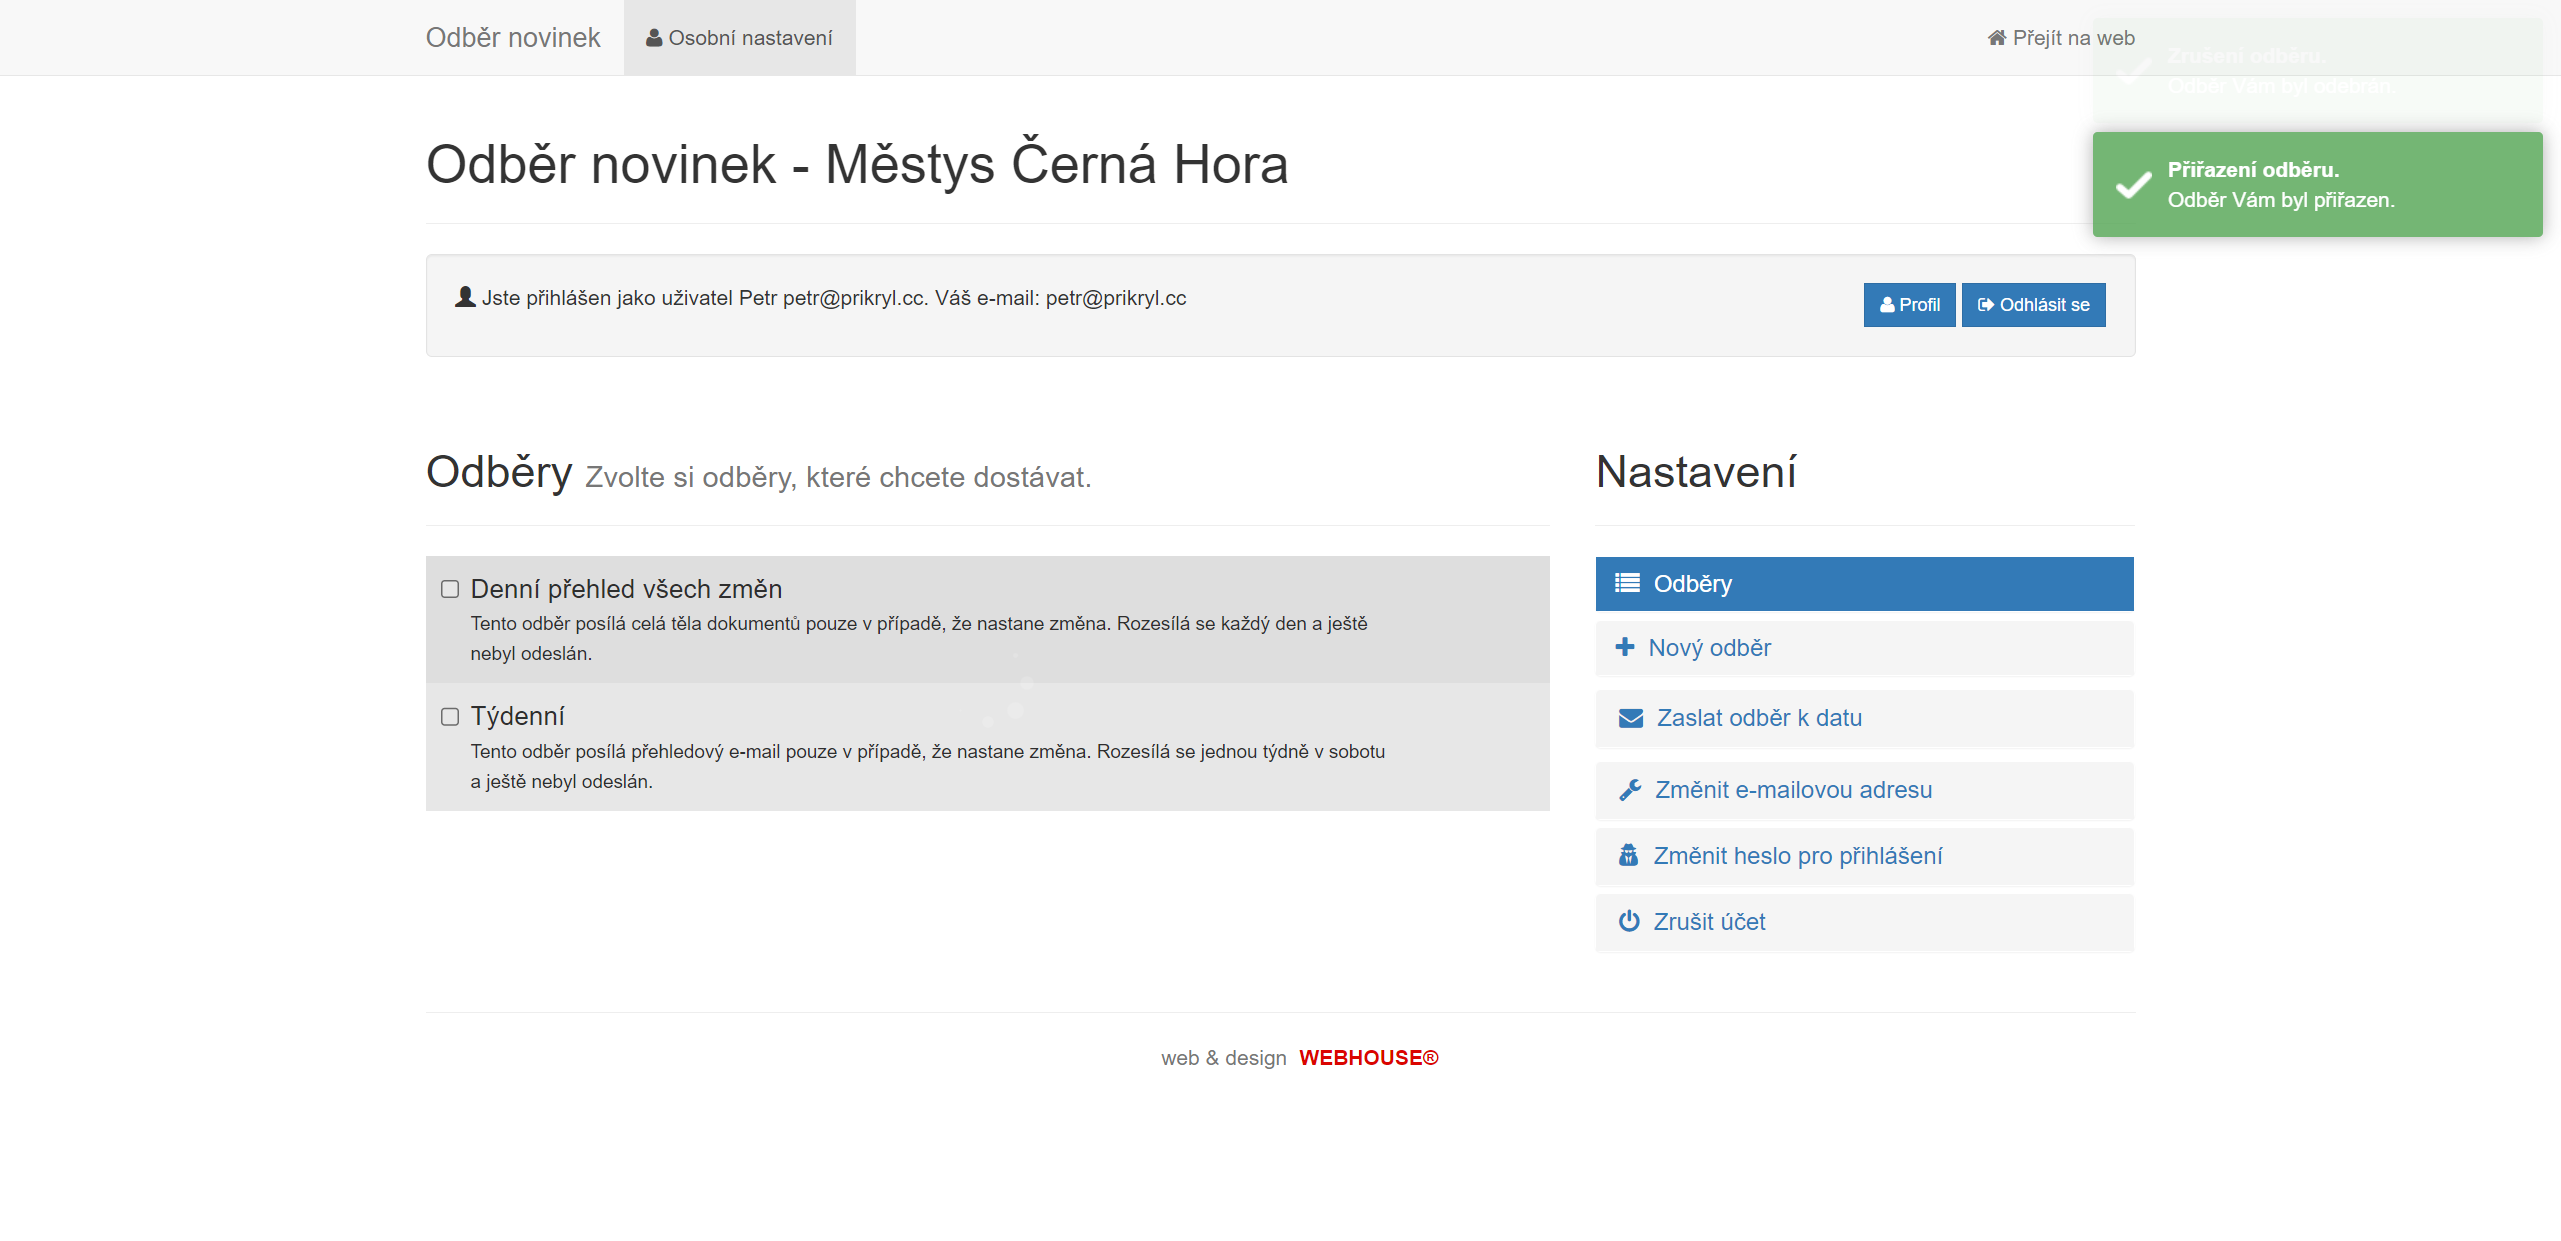 Odběr novinek
Osobní nastavení
Přejít na web
Zrušení odběru.
Odběr Vám byl odebrán.
Přiřazení odběru.
Odběr Vám byl přiřazen.
Odběr novinek - Městys Černá Hora
Jste přihlášen jako uživatel Petr petr@prikryl.cc. Váš e-mail: petr@prikryl.cc
Profil
Odhlásit se
Odběry Zvolte si odběry, které chcete dostávat.
Denní přehled všech změn
Tento odběr posílá celá těla dokumentů pouze v případě, že nastane změna. Rozesílá se každý den a ještě
nebyl odeslán.
Týdenní
Tento odběr posílá přehledový e-mail pouze v případě, že nastane změna. Rozesílá se jednou týdně v sobotu
a ještě nebyl odeslán.
Nastavení
Odběry
Nový odběr
Zaslat odběr k datu
Změnit e-mailovou adresu
Změnit heslo pro přihlášení
Zrušit účet
web & design WEBHOUSE®